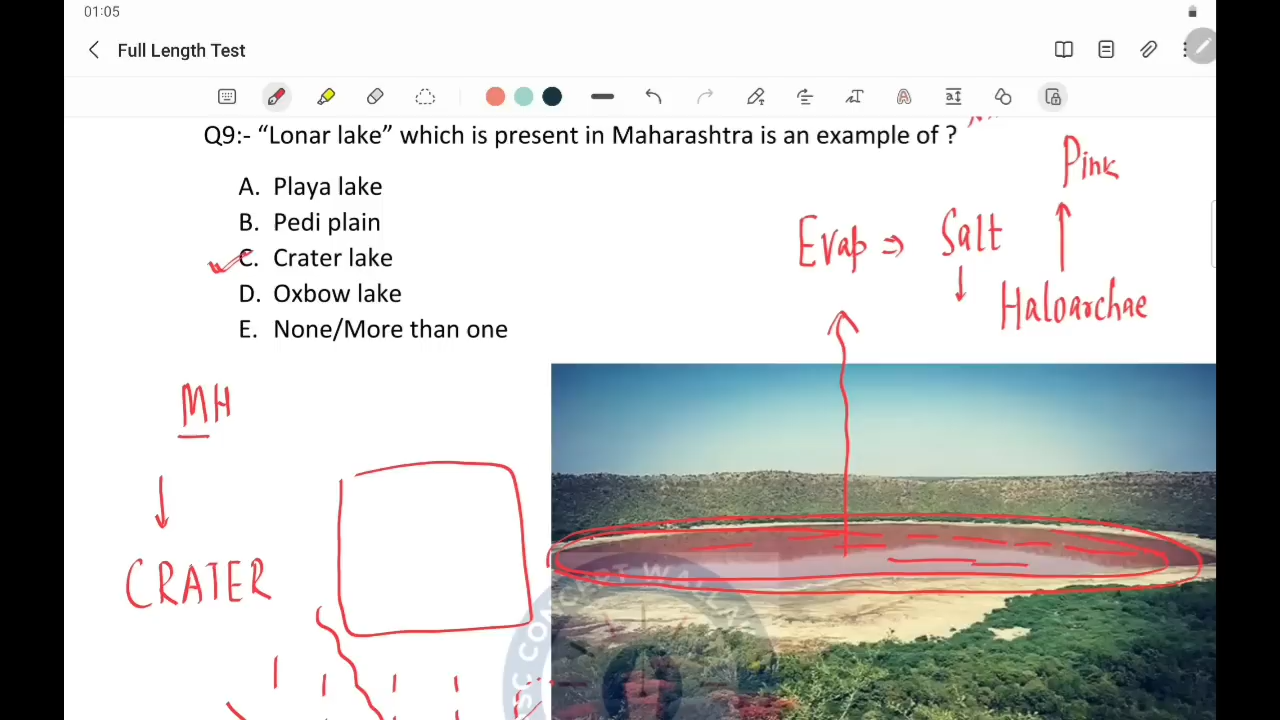 01:05
Full Length Test
Q9:- “Lonar lake” which is present in Maharashtra is an example of ?
A. Playa lake
B. Pedi plain
C. Crater lake
D. Oxbow lake
E. None/More than one
Pink
Evap ⇒ Salt
Haloarchae
MH
CRATER